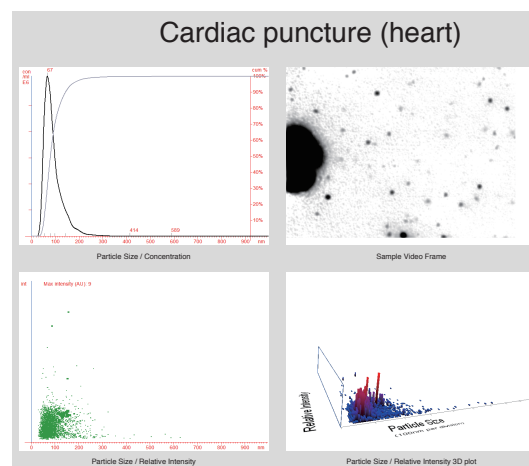 Cardiac puncture (heart)
67
cum %
100%
90%
80%
70%
60%
50%
40%
30%
20%
10%
414
589
0 100 200 300 400 500 600 700 800 900 nm
Particle Size / Concentration
Sample Video Frame
int
Max intensity (AU): 9
0 100 200 300 400 500 600 700 800 900 nm
Particle Size / Relative Intensity
Relative Intensity
Particle Size
Particle Size / Relative Intensity 3D plot